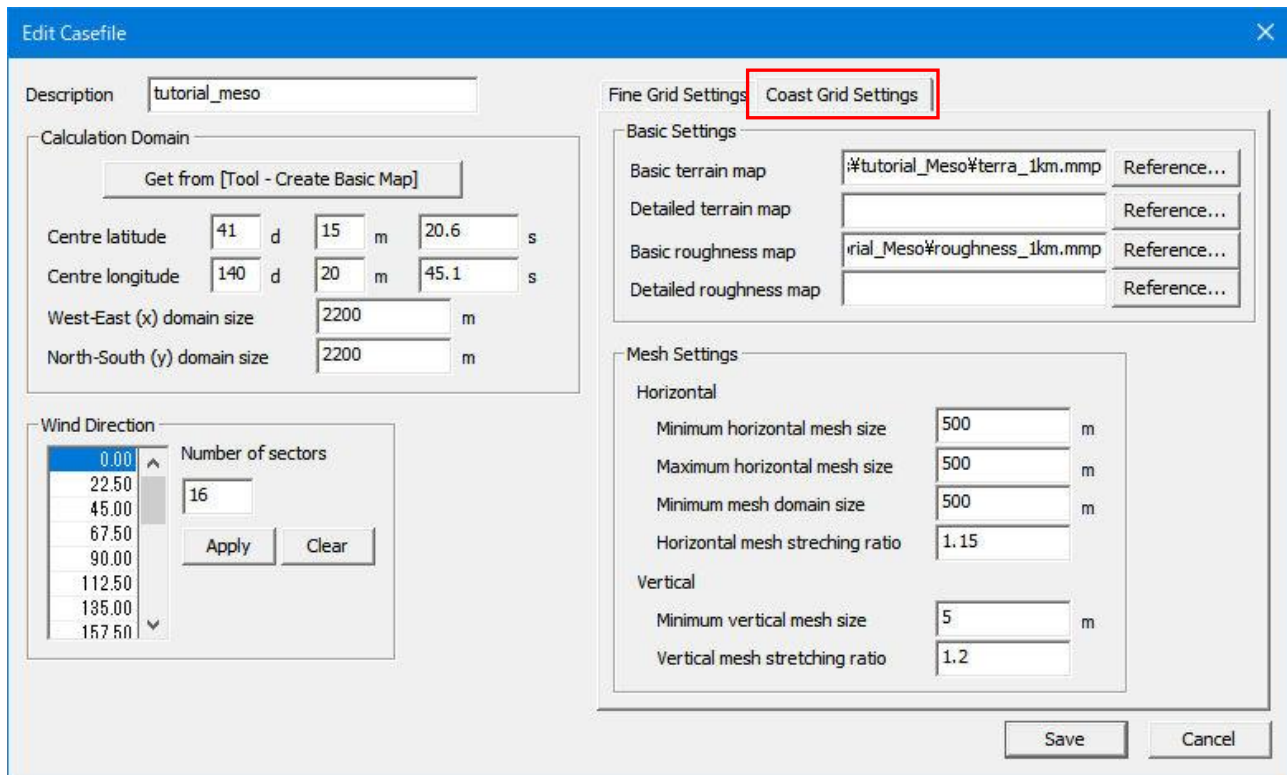 Edit Casefile
Description tutorial_meso
Calculation Domain
Get from [Tool - Create Basic Map]
Centre latitude 41 d 15 m 20.6 s
Centre longitude 140 d 20 m 45.1 s
West-East (x) domain size 2200 m
North-South (y) domain size 2200 m
Wind Direction
0.00
22.50
45.00
67.50
90.00
112.50
135.00
157.50
Number of sectors
16
Apply Clear
Fine Grid Settings Coast Grid Settings
Basic Settings
Basic terrain map :¥tutorial_Meso¥terra_1km.mmp Reference...
Detailed terrain map Reference...
Basic roughness map rial_Meso¥roughness_1km.mmp Reference...
Detailed roughness map Reference...
Mesh Settings
Horizontal
Minimum horizontal mesh size 500 m
Maximum horizontal mesh size 500 m
Minimum mesh domain size 500 m
Horizontal mesh streching ratio 1.15
Vertical
Minimum vertical mesh size 5 m
Vertical mesh stretching ratio 1.2
Save Cancel